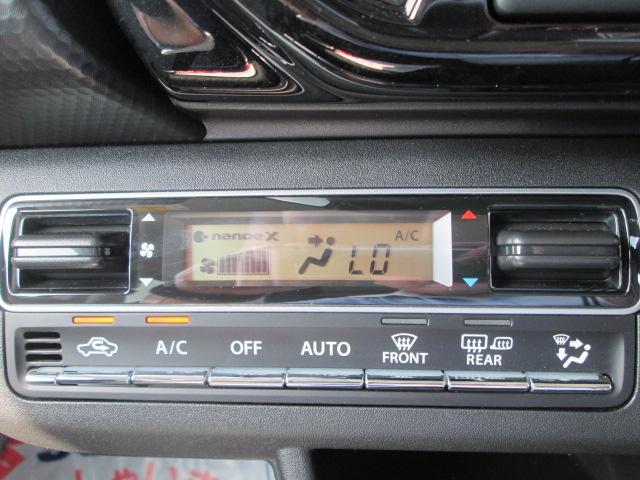 nanoe X
A/C
LO
A/C
OFF
AUTO
FRONT
REAR